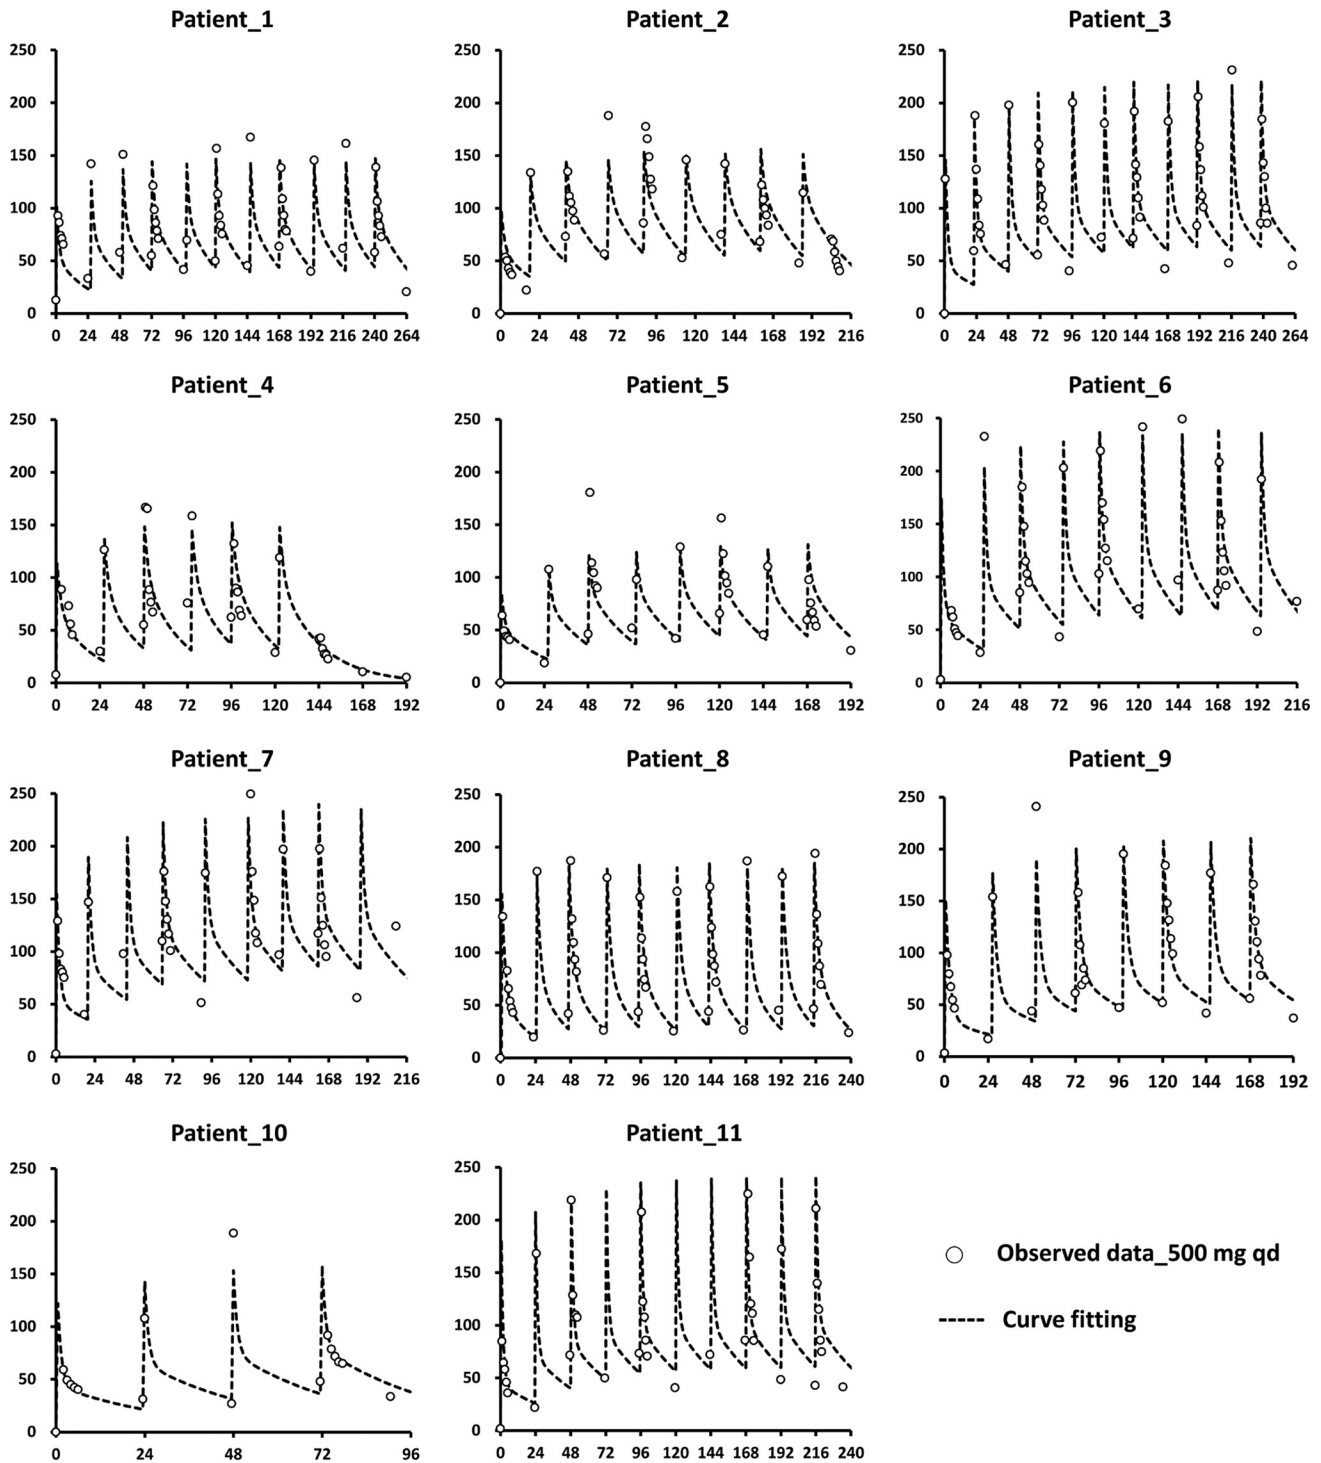 Patient_1 Patient_2 Patient_3
250 250 250
200 200 200
150 150 150
100 100 100
50 50 50
0 0 0
0 24 48 72 96 120 144 168 192 216 240 264 0 24 48 72 96 120 144 168 192 216 0 24 48 72 96 120 144 168 192 216 240 264
Patient_4 Patient_5 Patient_6
250 250 250
200 200 200
150 150 150
100 100 100
50 50 50
0 0 0
0 24 48 72 96 120 144 168 192 0 24 48 72 96 120 144 168 192 0 24 48 72 96 120 144 168 192 216
Patient_7 Patient_8 Patient_9
250 250 250
200 200 200
150 150 150
100 100 100
50 50 50
0 0 0
0 24 48 72 96 120 144 168 192 216 0 24 48 72 96 120 144 168 192 216 240 0 24 48 72 96 120 144 168 192
Patient_10 Patient_11
250 250
200 200
150 150
100 100
50 50
0 0
0 24 48 72 96 0 24 48 72 96 120 144 168 192 216 240
Observed data_500 mg qd
Curve fitting